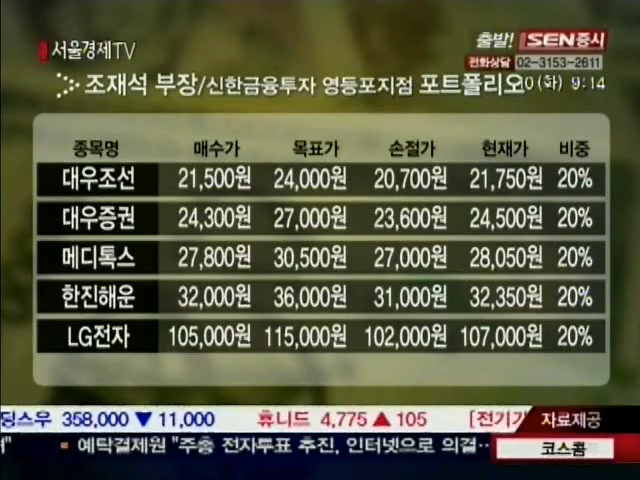 서울경제TV
출발! SEN증시
전화상담 02-3153-2611
조재석 부장/신한금융투자 영등포지점 포트폴리오
(화) 9:14
종목명 매수가 목표가 손절가 현재가 비중
대우조선 21,500원 24,000원 20,700원 21,750원 20%
대우증권 24,300원 27,000원 23,600원 24,500원 20%
메디톡스 27,800원 30,500원 27,000원 28,050원 20%
한진해운 32,000원 36,000원 31,000원 32,350원 20%
LG전자 105,000원 115,000원 102,000원 107,000원 20%
딩스우 358,000 ▼ 11,000 휴니드 4,775 ▲ 105 [전기가 자료제공
예탁결제원 "주총 전자투표 추진, 인터넷으로 의결‥ 코스콤